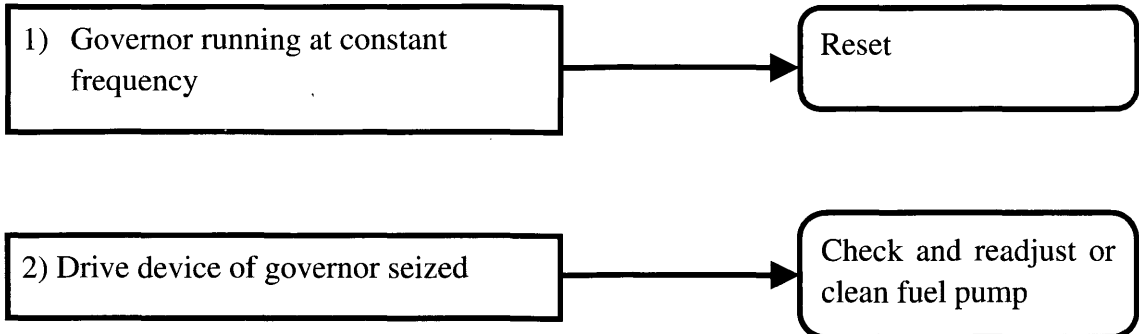 1) Governor running at constant
frequency
Reset
2) Drive device of governor seized
Check and readjust or
clean fuel pump